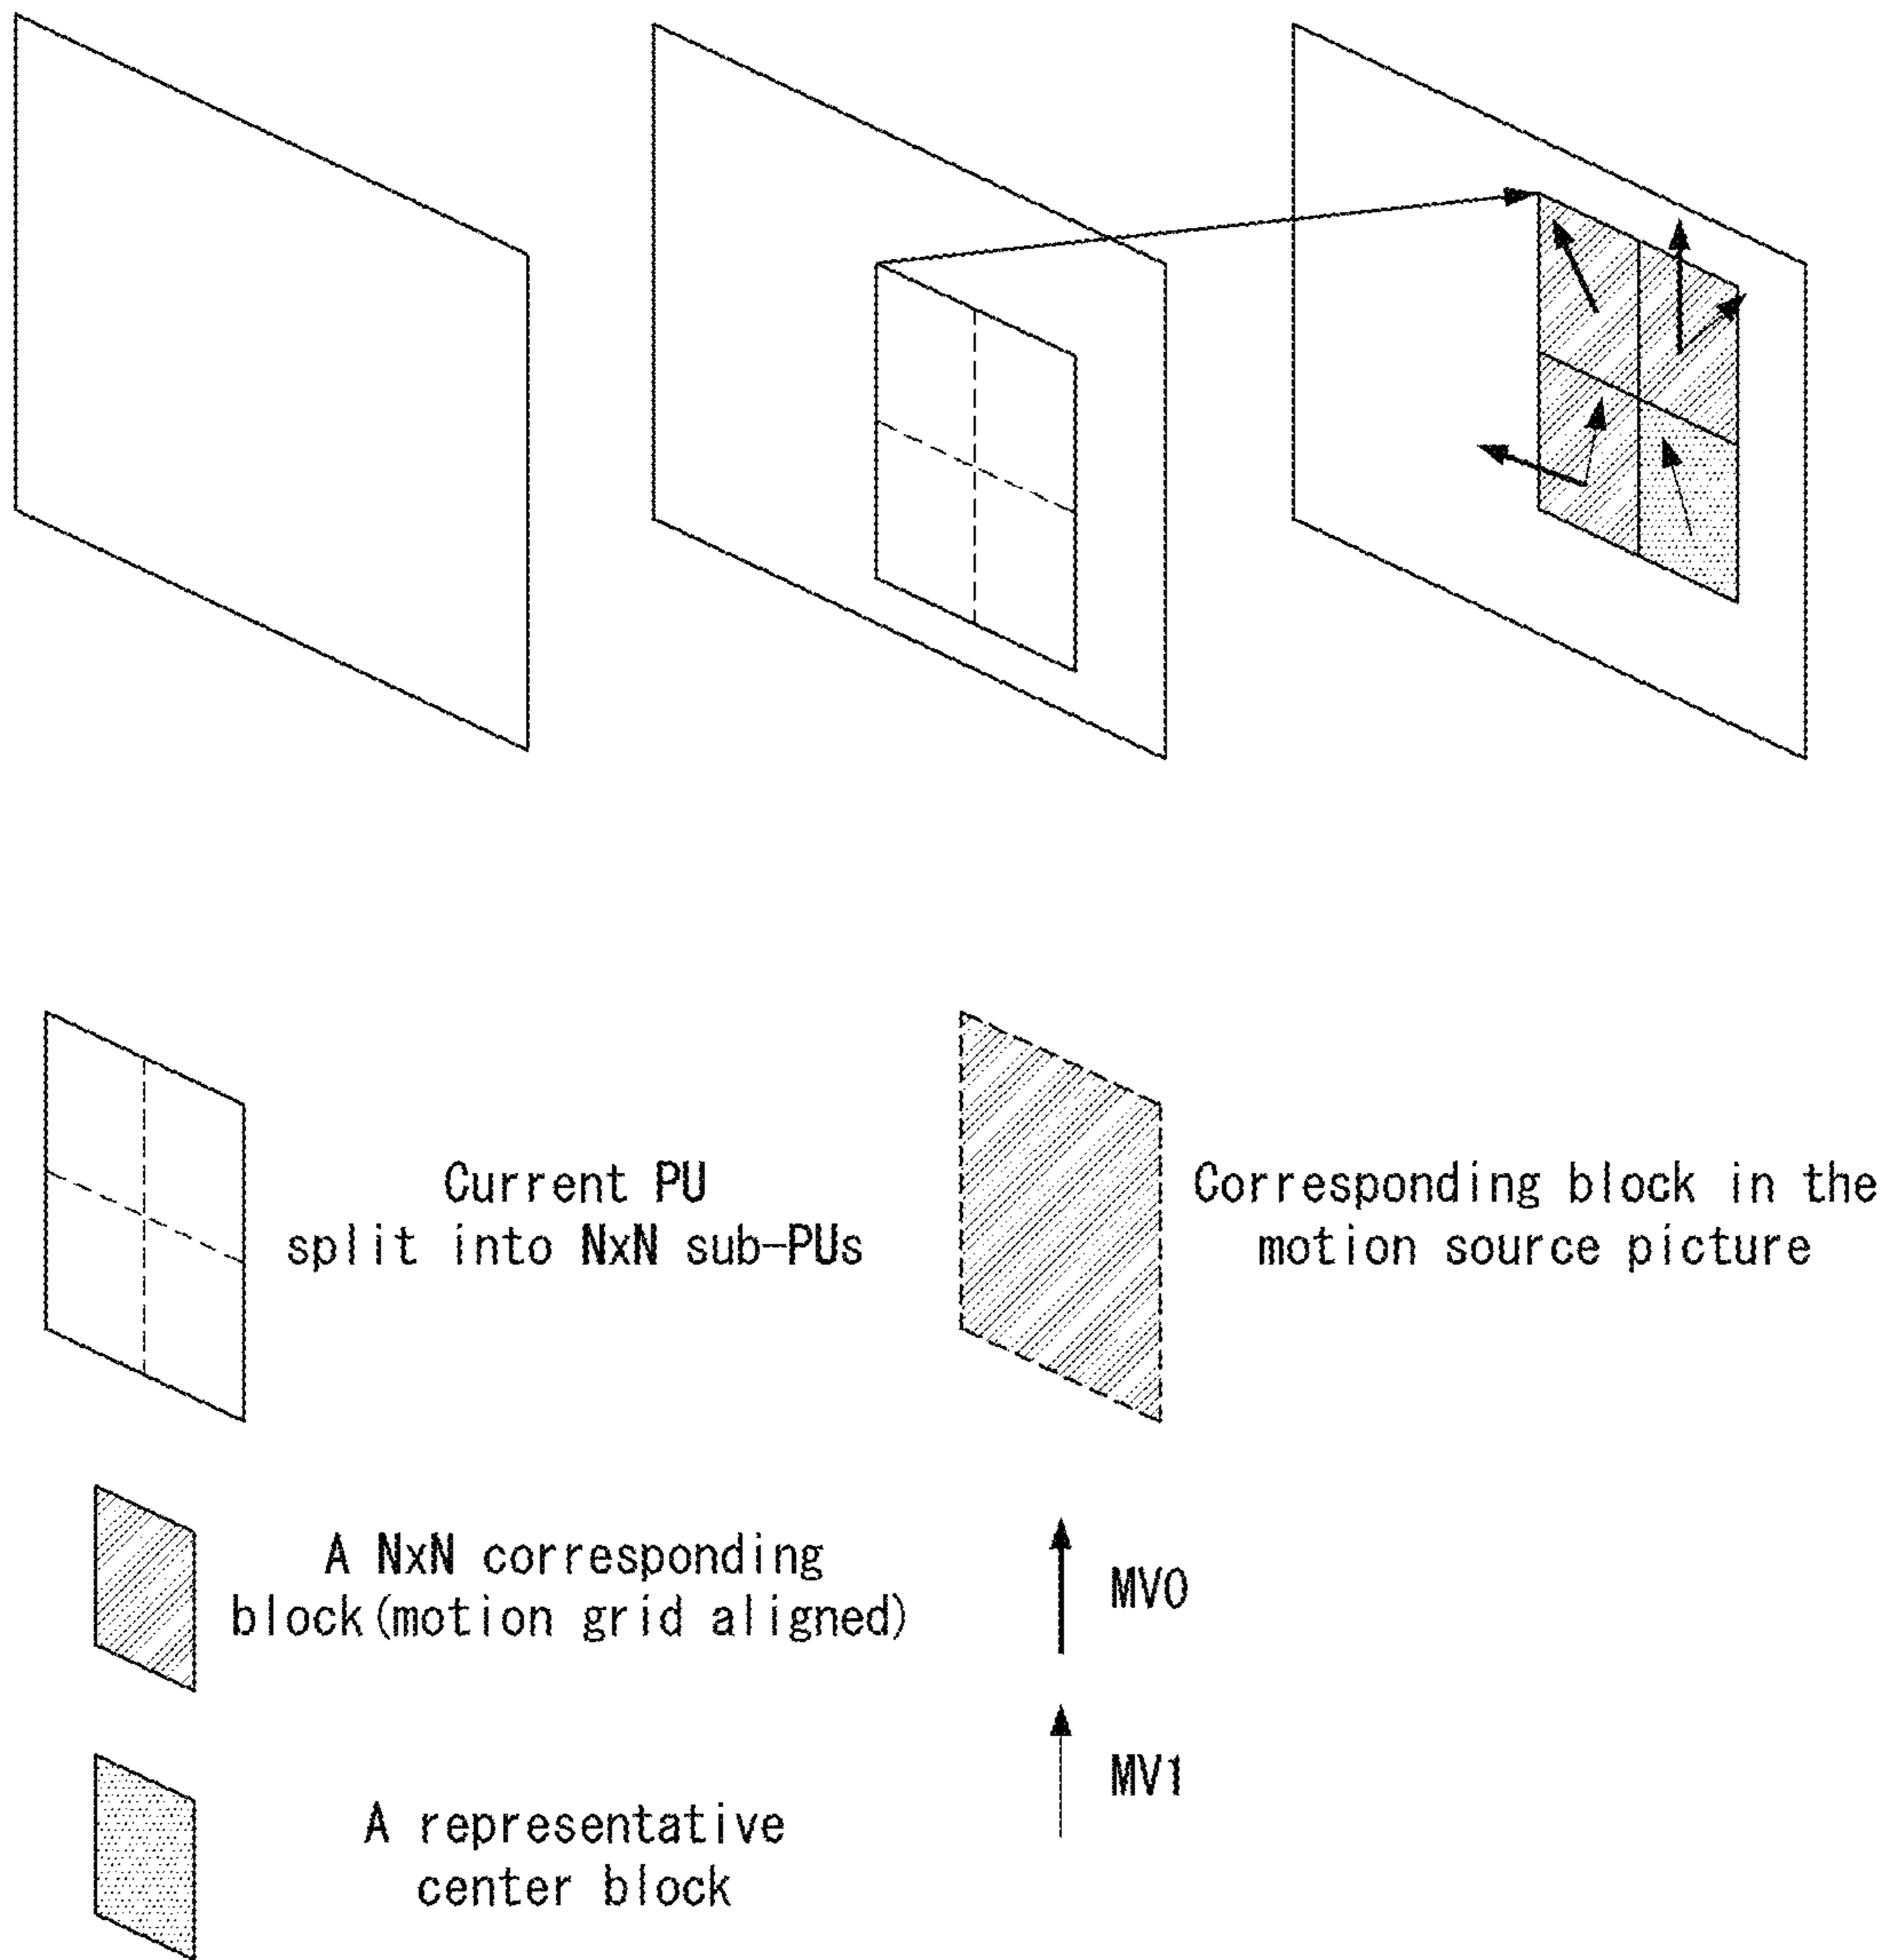 Current PU
split into NxN sub-PUs
Corresponding block in the
motion source picture
A NxN corresponding
block(motion grid aligned)
MV0
MV1
A representative
center block